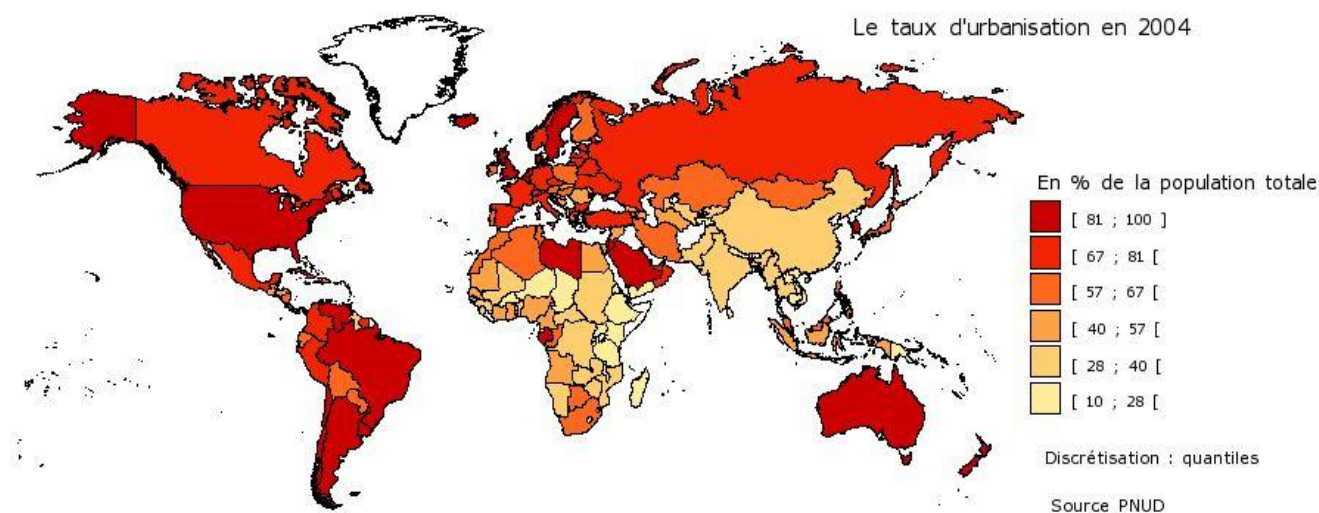 Le taux d'urbanisation en 2004
En % de la population totale
[ 81 ; 100 ]
[ 67 ; 81 [
[ 57 ; 67 [
[ 40 ; 57 [
[ 28 ; 40 [
[ 10 ; 28 [
Discrétisation : quantiles
Source PNUD